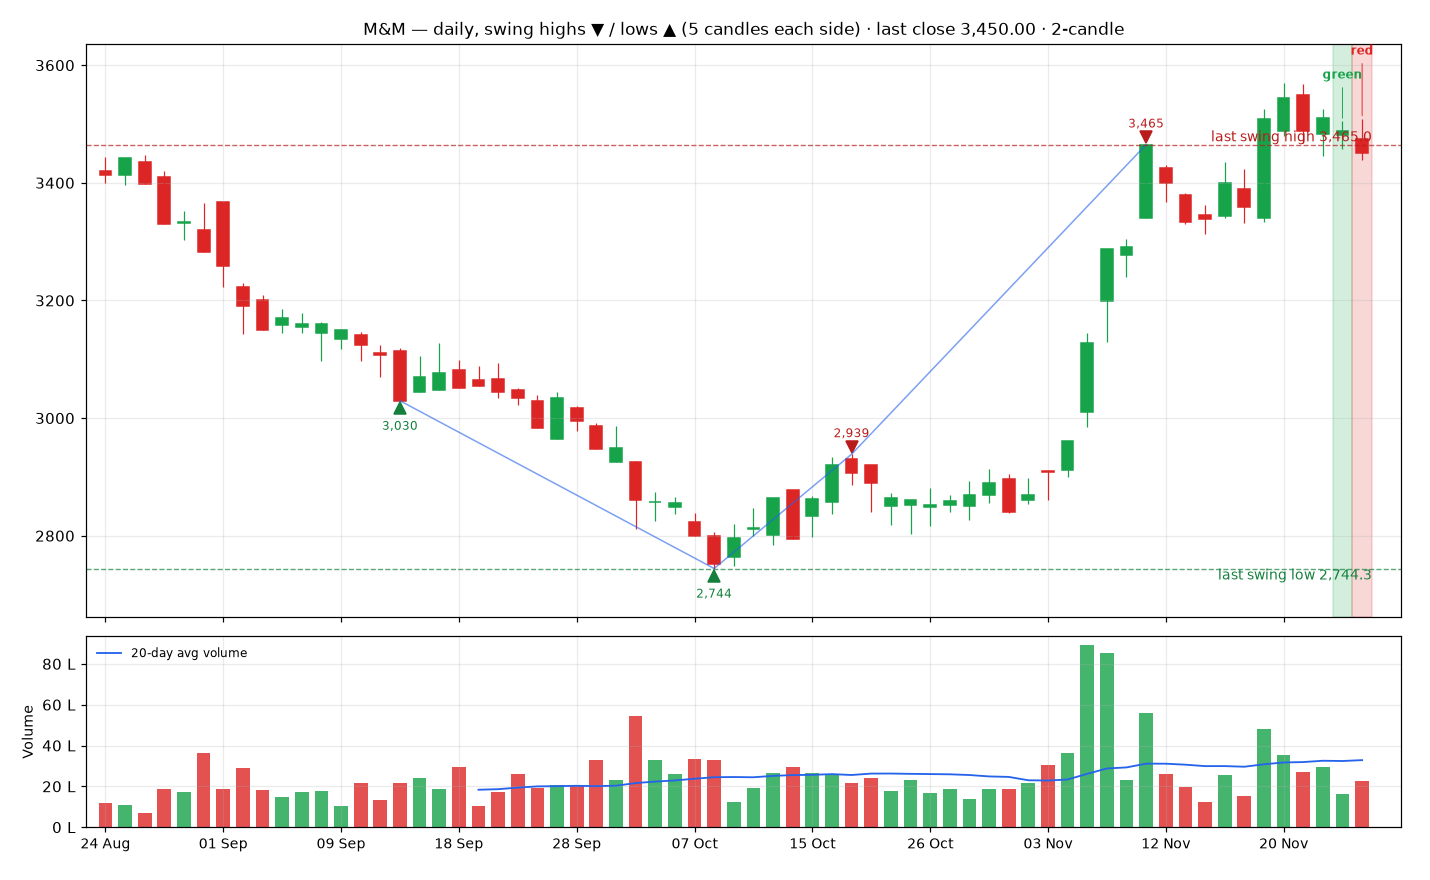 M&M — daily, swing highs ▼ / lows ▲ (5 candles each side) · last close 3,450.00 · 2-candle
red
green
3600
3,465
last swing high 3,465.0
3400
3200
3000
3,030
2,939
2800
last swing low 2,744.3
2,744
20-day avg volume
80 L
60 L
40 L
20 L
0 L
Volume
24 Aug 01 Sep 09 Sep 18 Sep 28 Sep 07 Oct 15 Oct 26 Oct 03 Nov 12 Nov 20 Nov